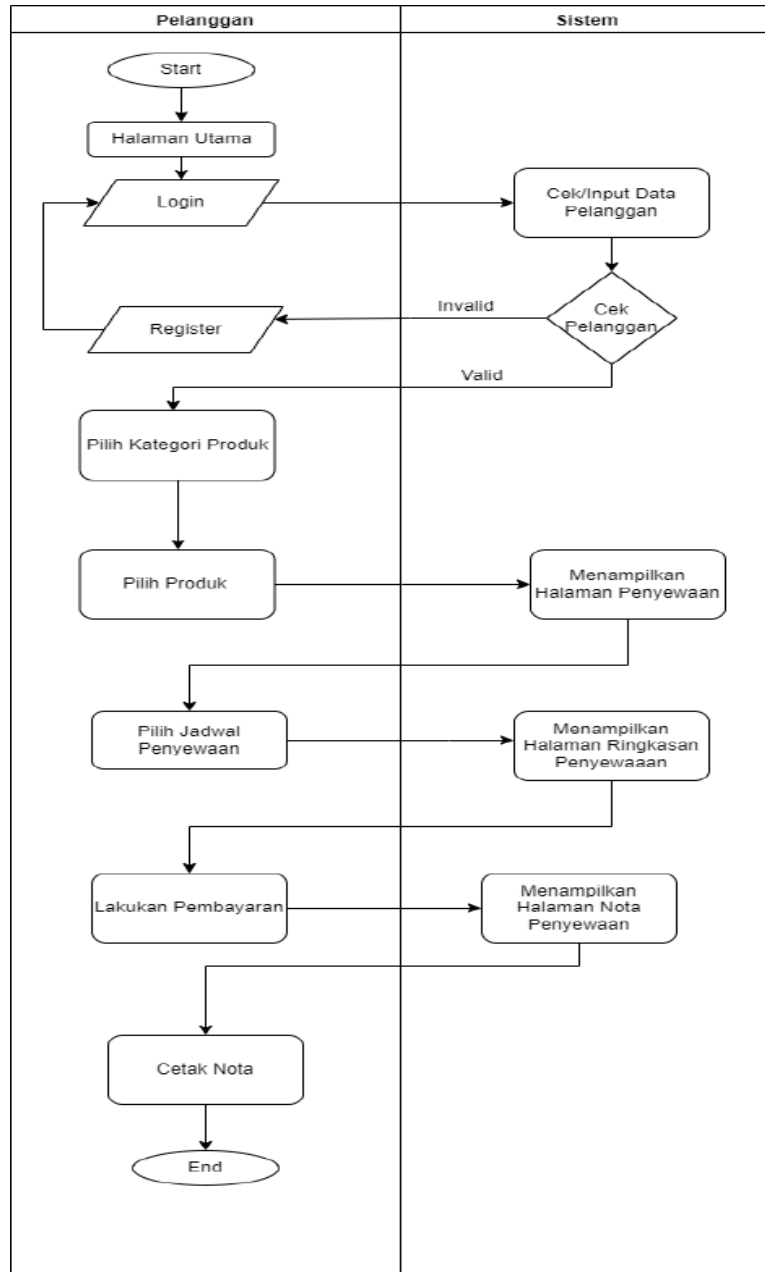 Pelanggan
Sistem
Start
Halaman Utama
Login
Cek/Input Data
Pelanggan
Invalid
Cek
Pelanggan
Register
Valid
Pilih Kategori Produk
Pilih Produk
Menampilkan
Halaman Penyewaan
Pilih Jadwal
Penyewaan
Menampilkan
Halaman Ringkasan
Penyewaaan
Lakukan Pembayaran
Menampilkan
Halaman Nota
Penyewaan
Cetak Nota
End